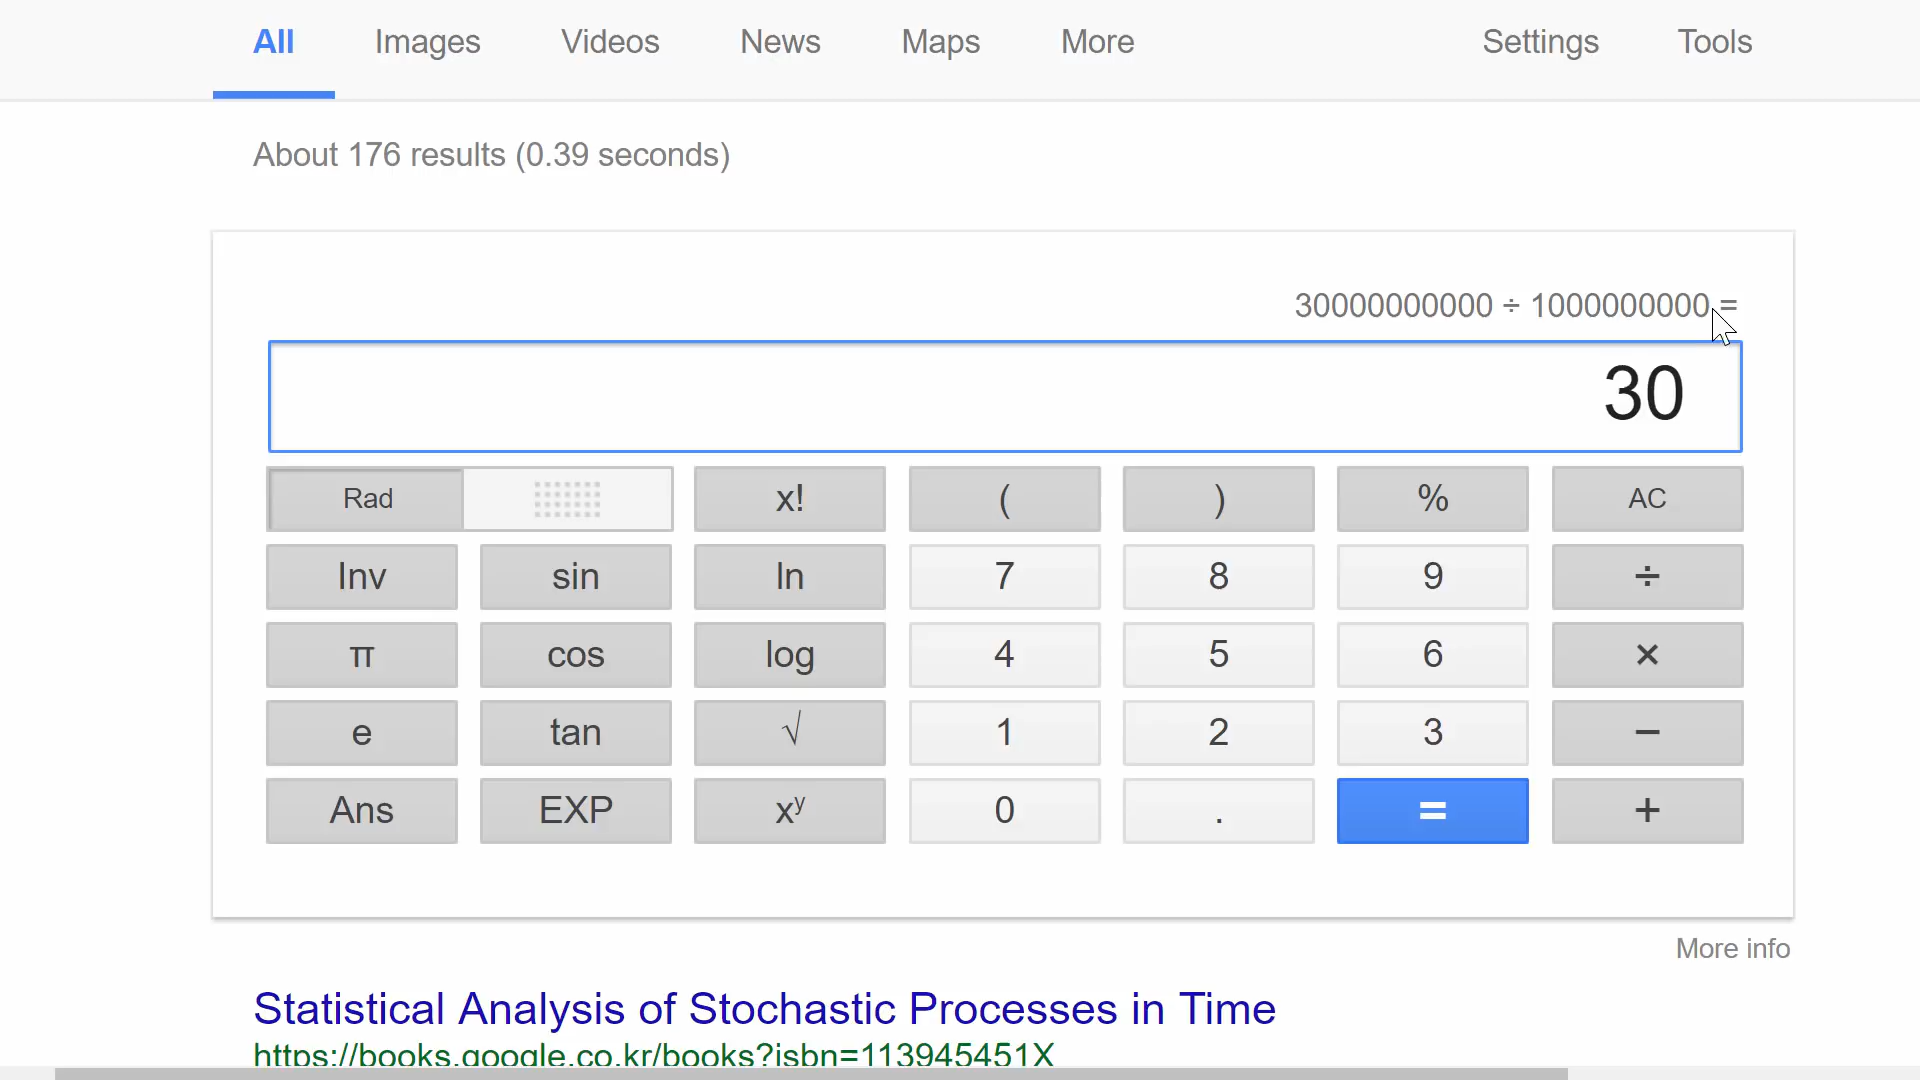 All Images Videos News Maps More Settings Tools
About 176 results (0.39 seconds)
30000000000 ÷ 1000000000 =
30
Rad x! ( ) % AC
Inv sin ln 7 8 9 ÷
π cos log 4 5 6 ×
e tan √ 1 2 3 −
Ans EXP xʸ 0 . = +
More info
Statistical Analysis of Stochastic Processes in Time
https://books.google.co.kr/books?isbn=113945451X